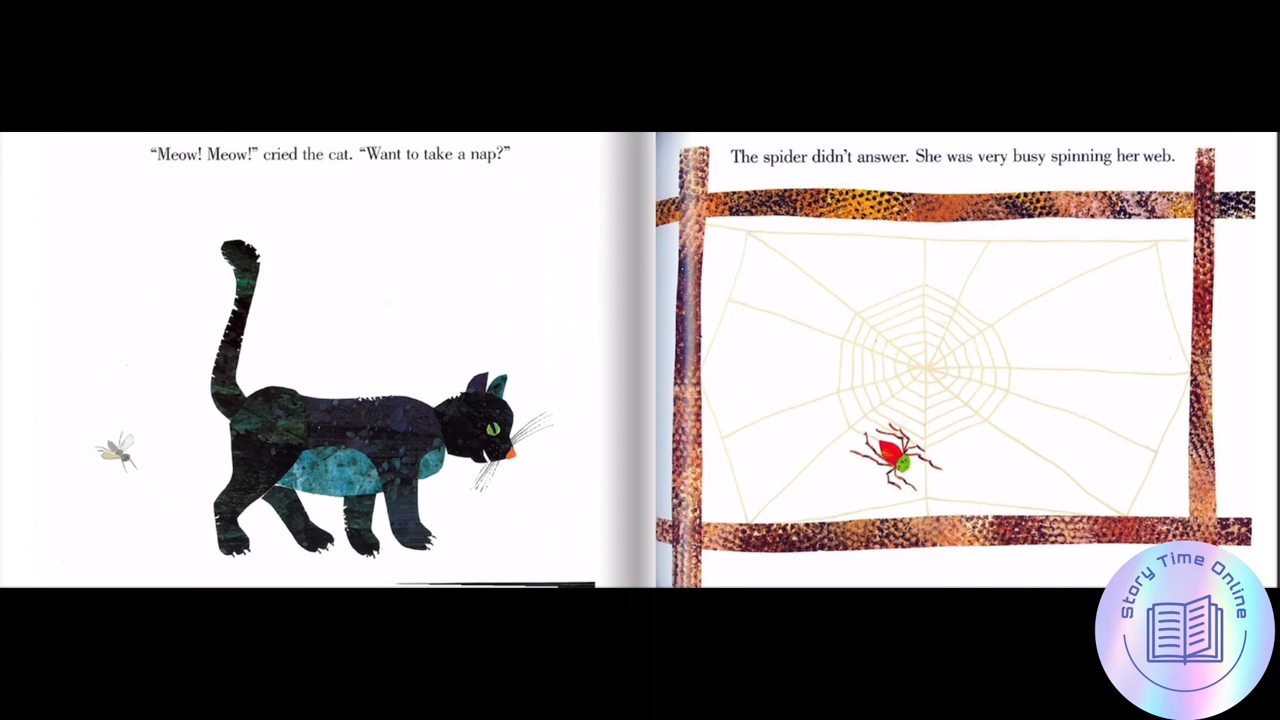 “Meow! Meow!” cried the cat. “Want to take a nap?”
The spider didn’t answer. She was very busy spinning her web.
Story Time Online